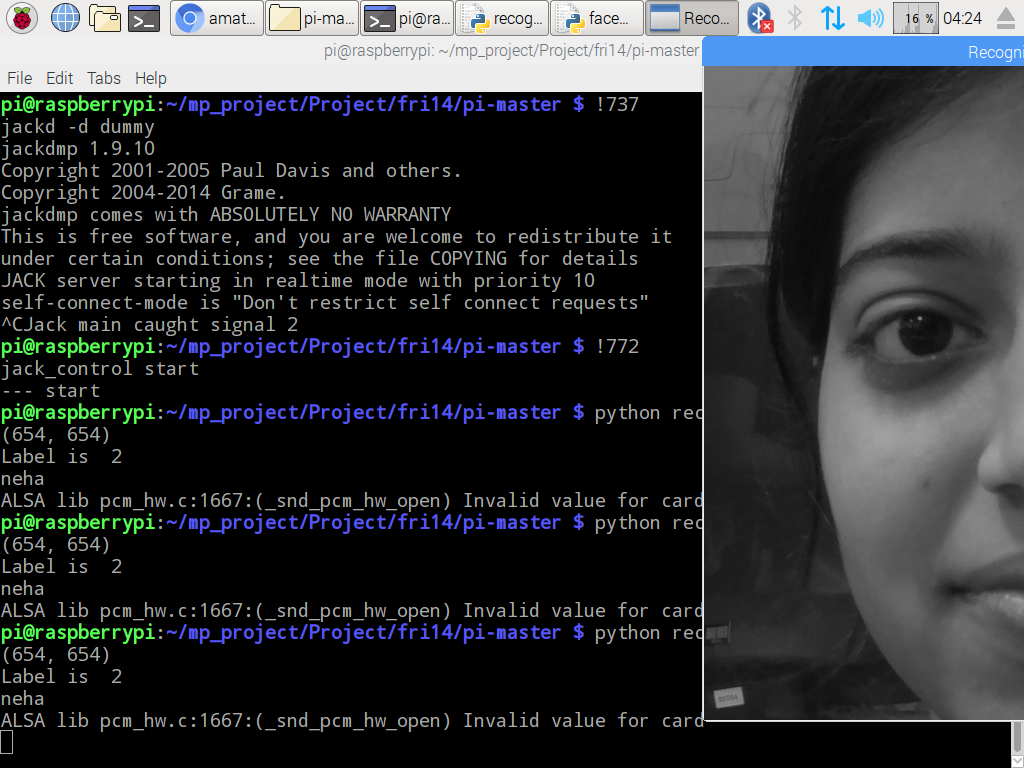 amat...
pi-ma...
pi@ra...
recog...
face....
Reco...
16 %
04:24
pi@raspberrypi: ~/mp_project/Project/fri14/pi-master
Recogni
File Edit Tabs Help
pi@raspberrypi:~/mp_project/Project/fri14/pi-master $ !737
jackd -d dummy
jackdmp 1.9.10
Copyright 2001-2005 Paul Davis and others.
Copyright 2004-2014 Grame.
jackdmp comes with ABSOLUTELY NO WARRANTY
This is free software, and you are welcome to redistribute it
under certain conditions; see the file COPYING for details
JACK server starting in realtime mode with priority 10
self-connect-mode is "Don't restrict self connect requests"
^CJack main caught signal 2
pi@raspberrypi:~/mp_project/Project/fri14/pi-master $ !772
jack_control start
--- start
pi@raspberrypi:~/mp_project/Project/fri14/pi-master $ python rec
(654, 654)
Label is  2
neha
ALSA lib pcm_hw.c:1667:(_snd_pcm_hw_open) Invalid value for card
pi@raspberrypi:~/mp_project/Project/fri14/pi-master $ python rec
(654, 654)
Label is  2
neha
ALSA lib pcm_hw.c:1667:(_snd_pcm_hw_open) Invalid value for card
pi@raspberrypi:~/mp_project/Project/fri14/pi-master $ python rec
(654, 654)
Label is  2
neha
ALSA lib pcm_hw.c:1667:(_snd_pcm_hw_open) Invalid value for card